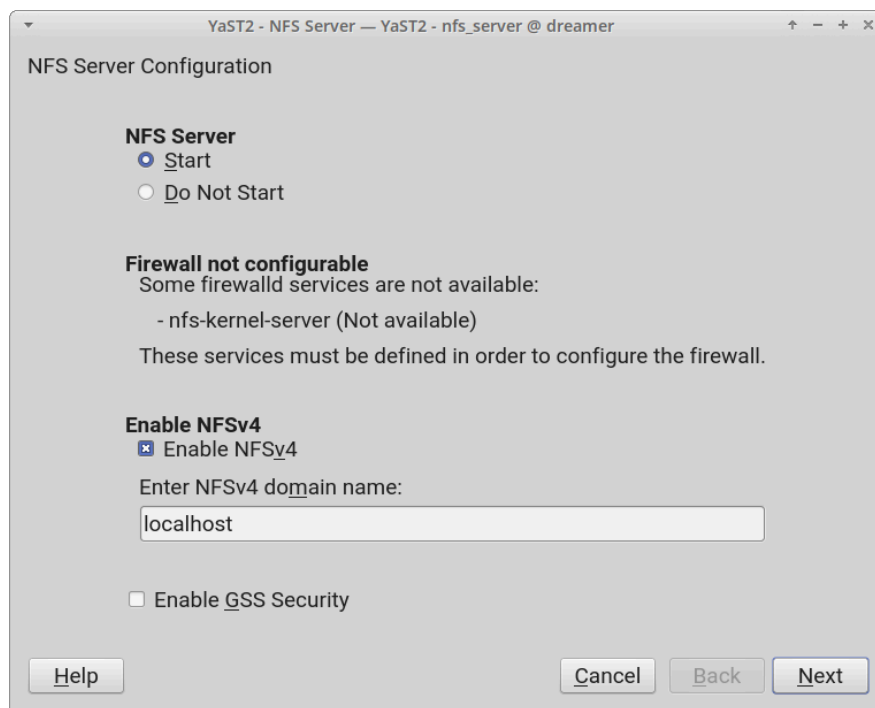 YaST2 - NFS Server — YaST2 - nfs_server @ dreamer
NFS Server Configuration
NFS Server
Start
Do Not Start
Firewall not configurable
Some firewalld services are not available:
- nfs-kernel-server (Not available)
These services must be defined in order to configure the firewall.
Enable NFSv4
Enable NFSv4
Enter NFSv4 domain name:
localhost
Enable GSS Security
Help Cancel Back Next